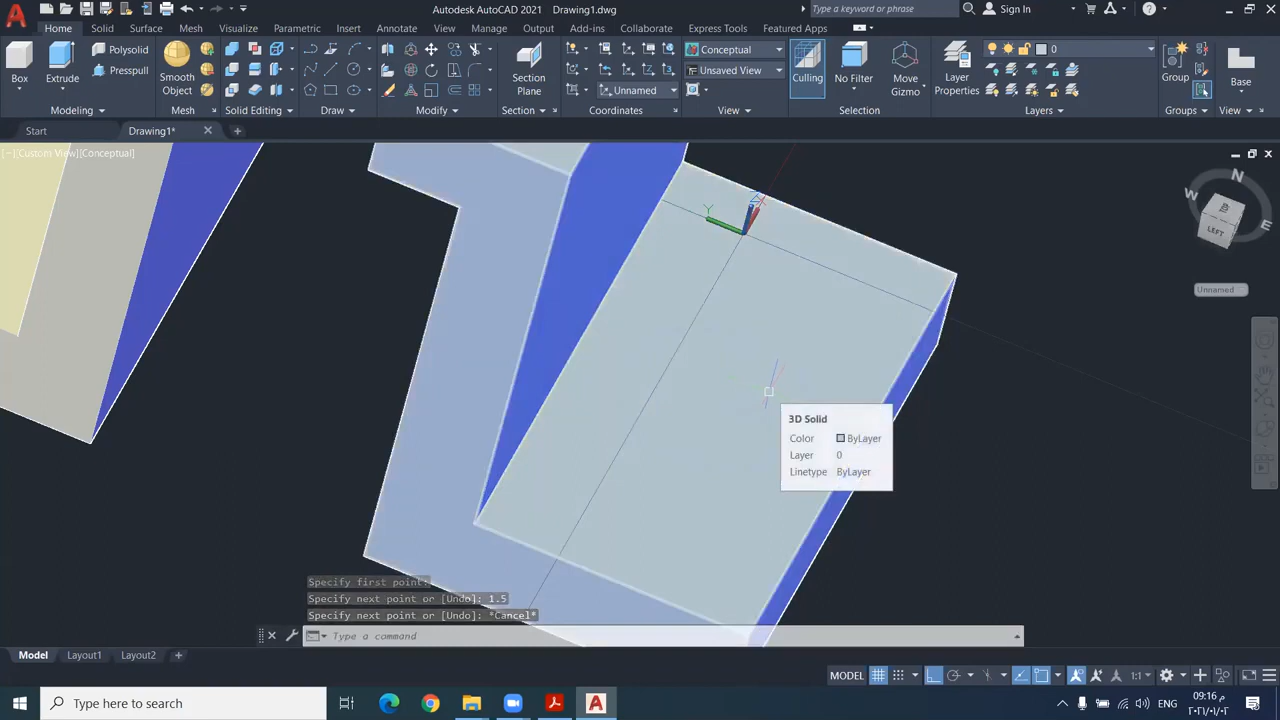 Autodesk AutoCAD 2021 Drawing1.dwg
Type a keyword or phrase
Sign In
Home Solid Surface Mesh Visualize Parametric Insert Annotate View Manage Output Add-ins Collaborate Express Tools Featured Apps
Box
Extrude
Polysolid
Presspull
Smooth
Object
Section
Plane
Unnamed
Conceptual
Unsaved View
Culling
No Filter
Move
Gizmo
Layer
Properties
0
Group
Base
Modeling
Mesh
Solid Editing
Draw
Modify
Section
Coordinates
View
Selection
Layers
Groups
View
Start
Drawing1*
[−][Custom View][Conceptual]
N
W
E
TOP
LEFT
Unnamed
Z
X
Y
3D Solid
Color ByLayer
Layer 0
Linetype ByLayer
Specify first point:
Specify next point or [Undo]: 1.5
Specify next point or [Undo]: *Cancel*
Type a command
Model Layout1 Layout2
MODEL
1:1
Type here to search
09:16 م